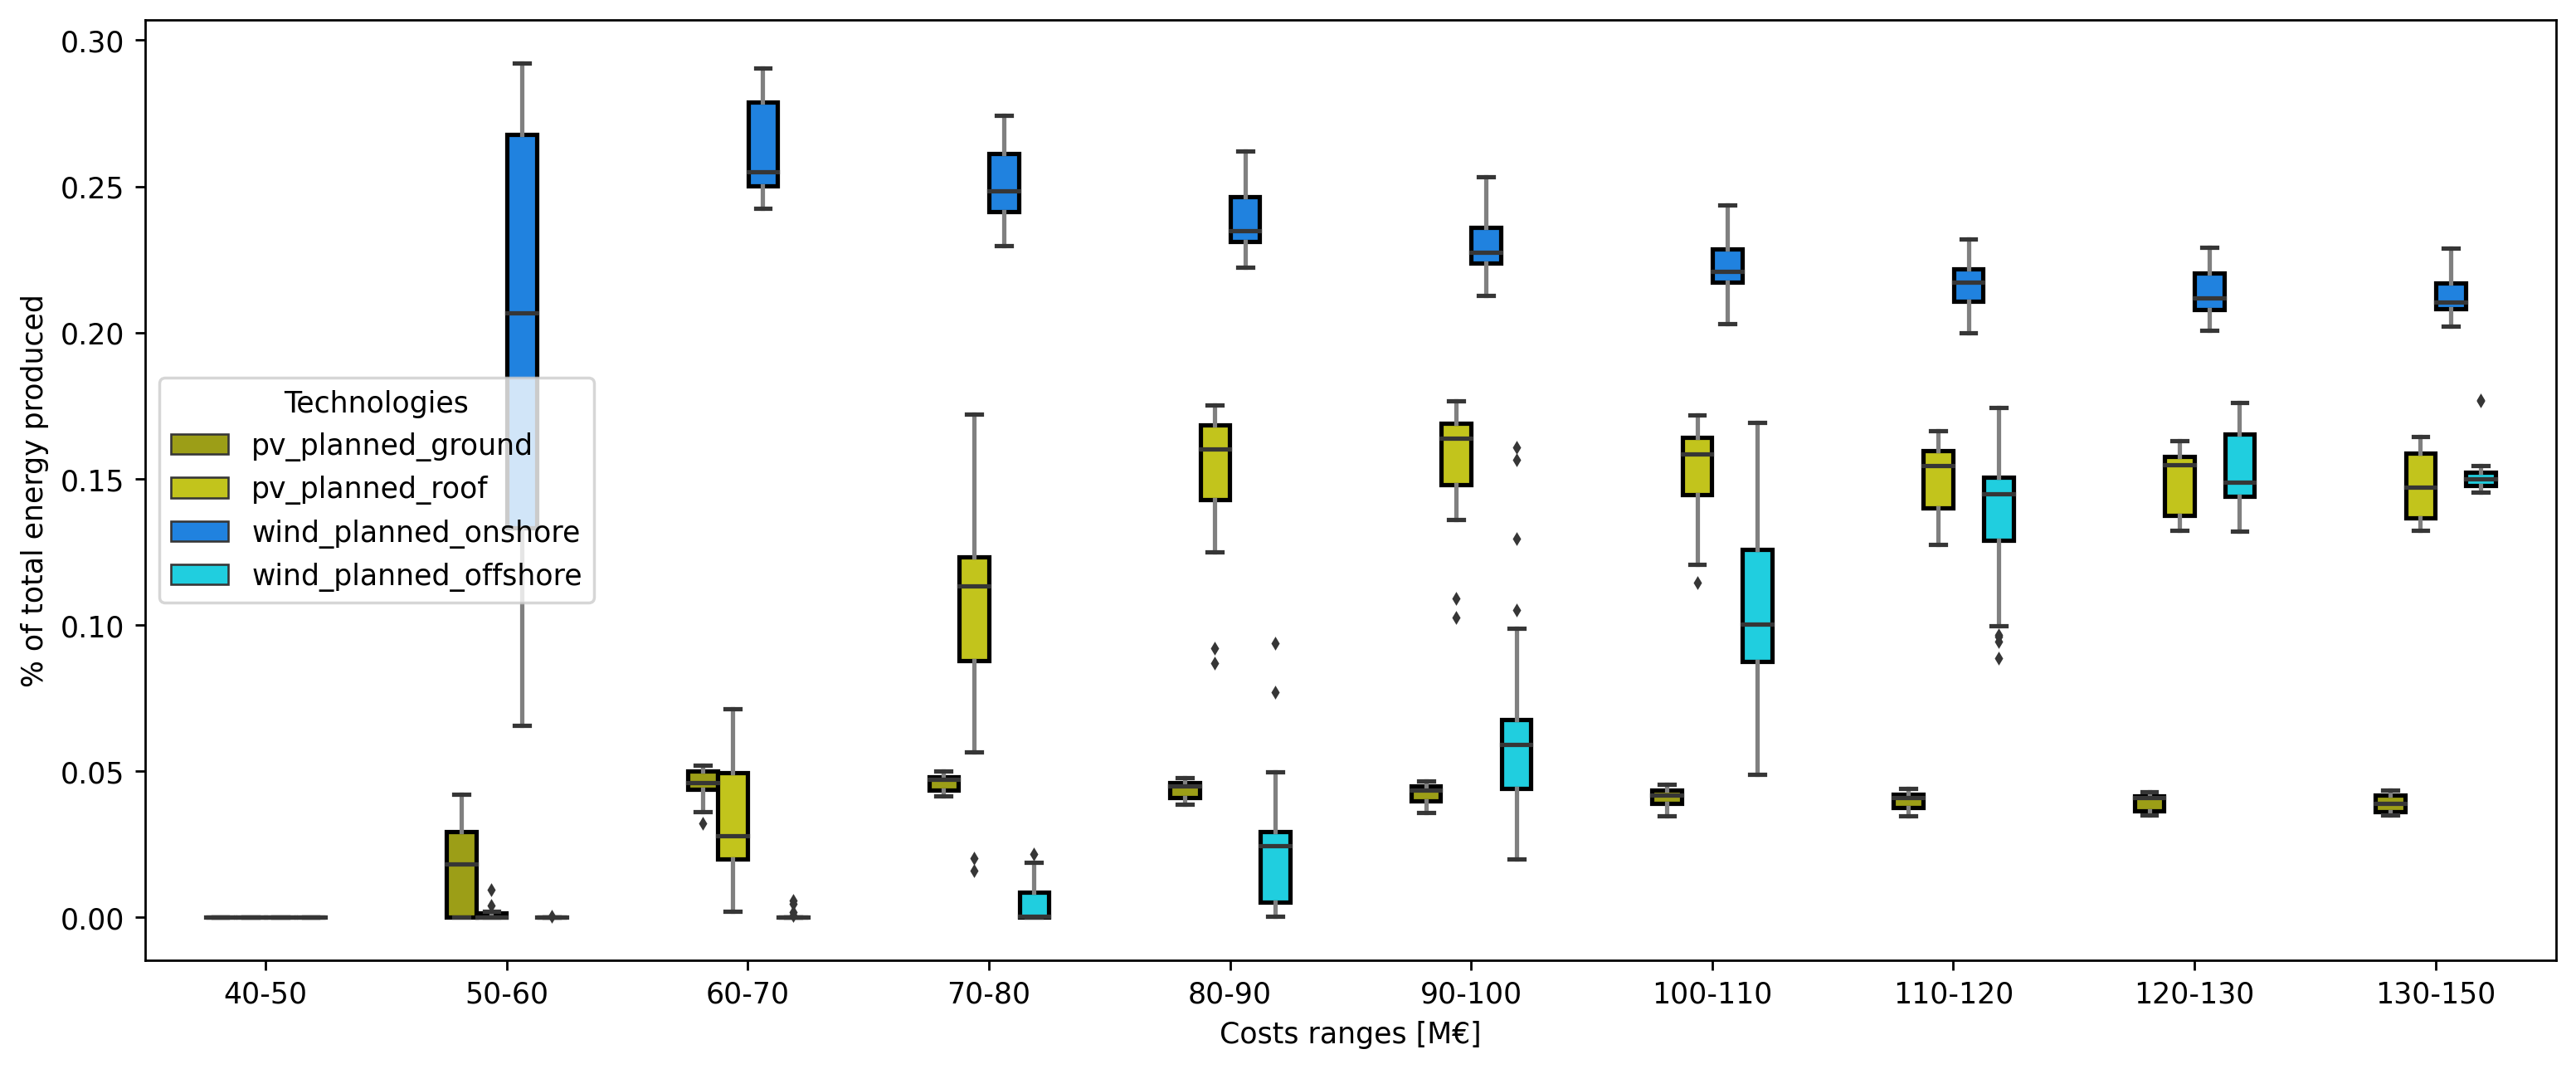 % of total energy produced
0.30
0.25
0.20
0.15
0.10
0.05
0.00
Technologies
pv_planned_ground
pv_planned_roof
wind_planned_onshore
wind_planned_offshore
40-50 50-60 60-70 70-80 80-90 90-100 100-110 110-120 120-130 130-150
Costs ranges [M€]